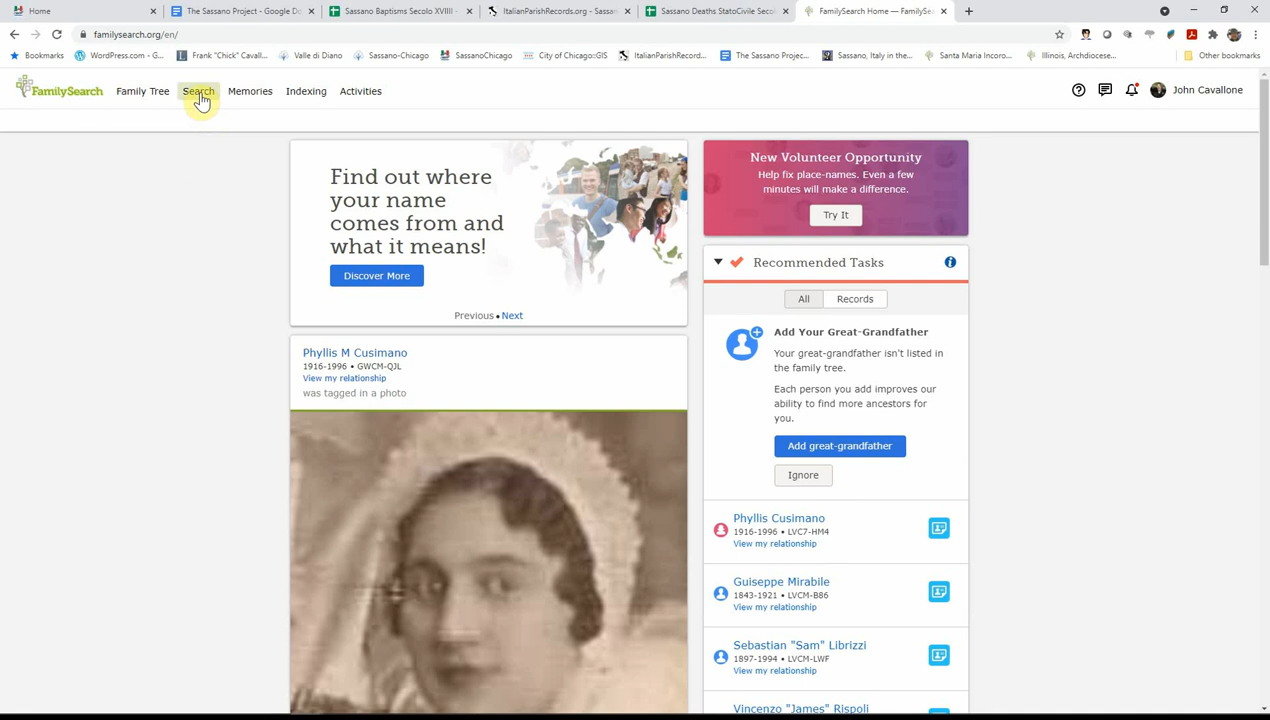 Home
The Sassano Project - Google Do
Sassano Baptisms Secolo XVIIII -
ItalianParishRecords.org - Sassan
Sassano Deaths StatoCivile Secol
FamilySearch Home — FamilySe
familysearch.org/en/
Bookmarks
WordPress.com - G...
Frank "Chick" Cavall...
Valle di Diano
Sassano-Chicago
SassanoChicago
City of Chicago::GIS
ItalianParishRecord...
The Sassano Projec...
Sassano, Italy in the...
Santa Maria Incoro...
Illinois, Archdiocese...
Other bookmarks
FamilySearch
Family Tree
Search
Memories
Indexing
Activities
John Cavallone
Find out where
your name
comes from and
what it means!
Discover More
Previous • Next
Phyllis M Cusimano
1916-1996 • GWCM-QJL
View my relationship
was tagged in a photo
New Volunteer Opportunity
Help fix place-names. Even a few
minutes will make a difference.
Try It
Recommended Tasks
All
Records
Add Your Great-Grandfather
Your great-grandfather isn't listed in
the family tree.
Each person you add improves our
ability to find more ancestors for
you.
Add great-grandfather
Ignore
Phyllis Cusimano
1916-1996 • LVC7-HM4
View my relationship
Guiseppe Mirabile
1843-1921 • LVCM-B86
View my relationship
Sebastian "Sam" Librizzi
1897-1994 • LVCM-LWF
View my relationship
Vincenzo "James" Rispoli